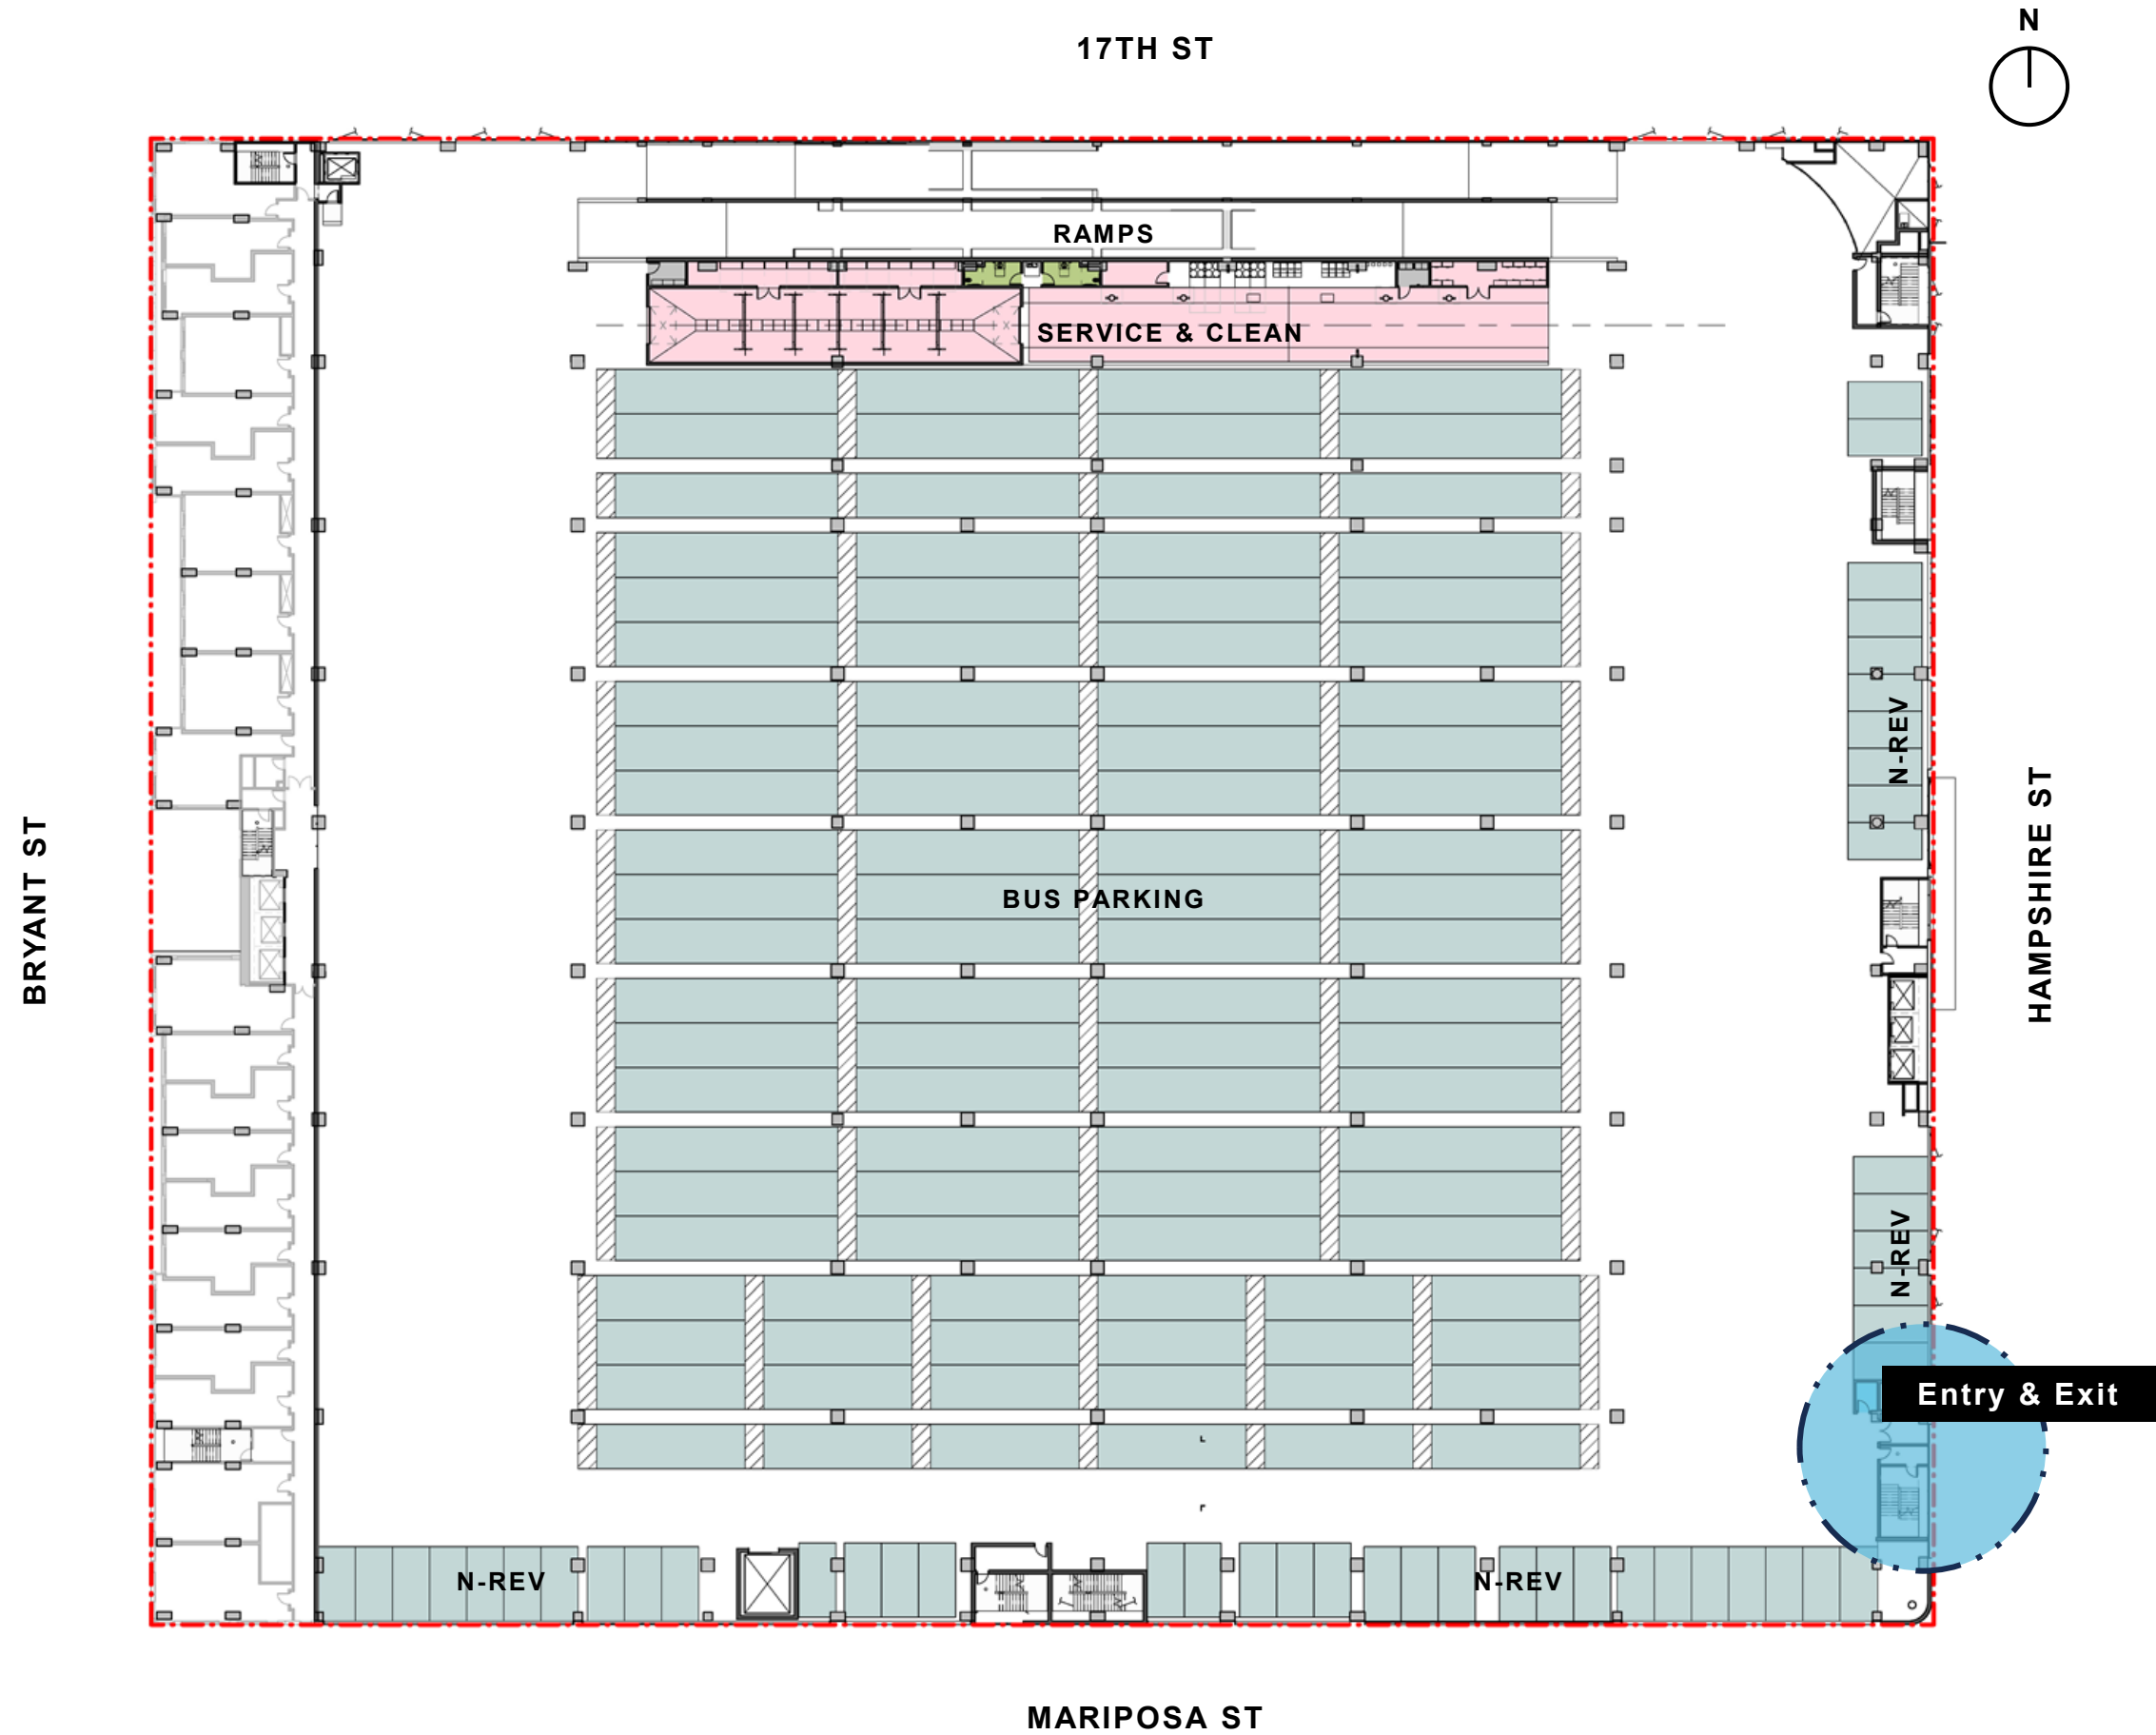 N
17TH ST
RAMPS
SERVICE & CLEAN
N-REV
BRYANT ST
BUS PARKING
HAMPSHIRE ST
N-REV
Entry & Exit
N-REV
N-REV
MARIPOSA ST